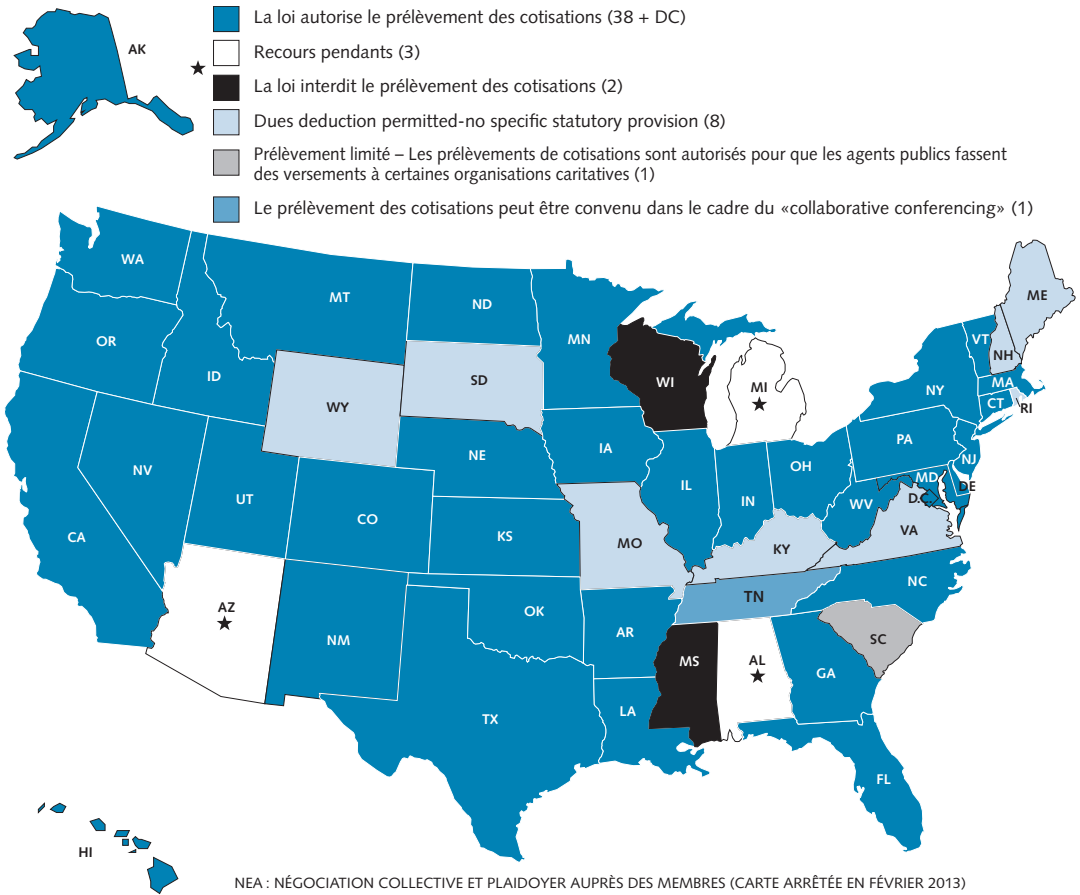 La loi autorise le prélèvement des cotisations (38 + DC)
AK
Recours pendants (3)
★
La loi interdit le prélèvement des cotisations (2)
Dues deduction permitted-no specific statutory provision (8)
Prélèvement limité – Les prélèvements de cotisations sont autorisés pour que les agents publics fassent
des versements à certaines organisations caritatives (1)
Le prélèvement des cotisations peut être convenu dans le cadre du «collaborative conferencing» (1)
WA
MT
ND
MN
ME
OR
ID
SD
WI
MI
★
VT
NH
WY
NY
MA
CT
RI
NV
UT
NE
IA
IL
IN
OH
PA
NJ
MD
DE
D.C.
WV
VA
CA
CO
KS
MO
KY
AZ
★
NM
OK
AR
TN
NC
SC
MS
AL
★
GA
TX
LA
FL
HI
NEA : NÉGOCIATION COLLECTIVE ET PLAIDOYER AUPRÈS DES MEMBRES (CARTE ARRÊTÉE EN FÉVRIER 2013)